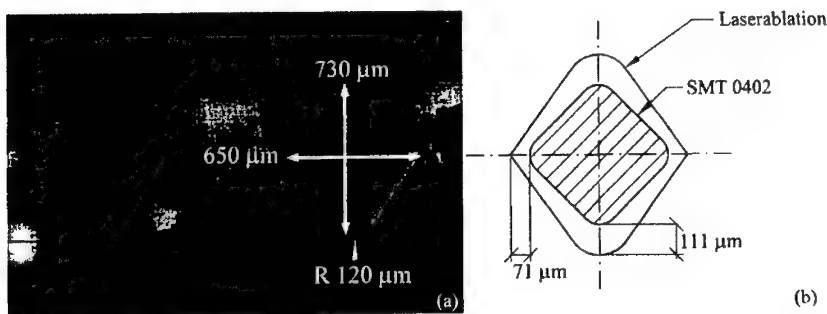 730 µm
650 µm
R 120 µm
(a)
Laserablation
SMT 0402
111 µm
71 µm
(b)